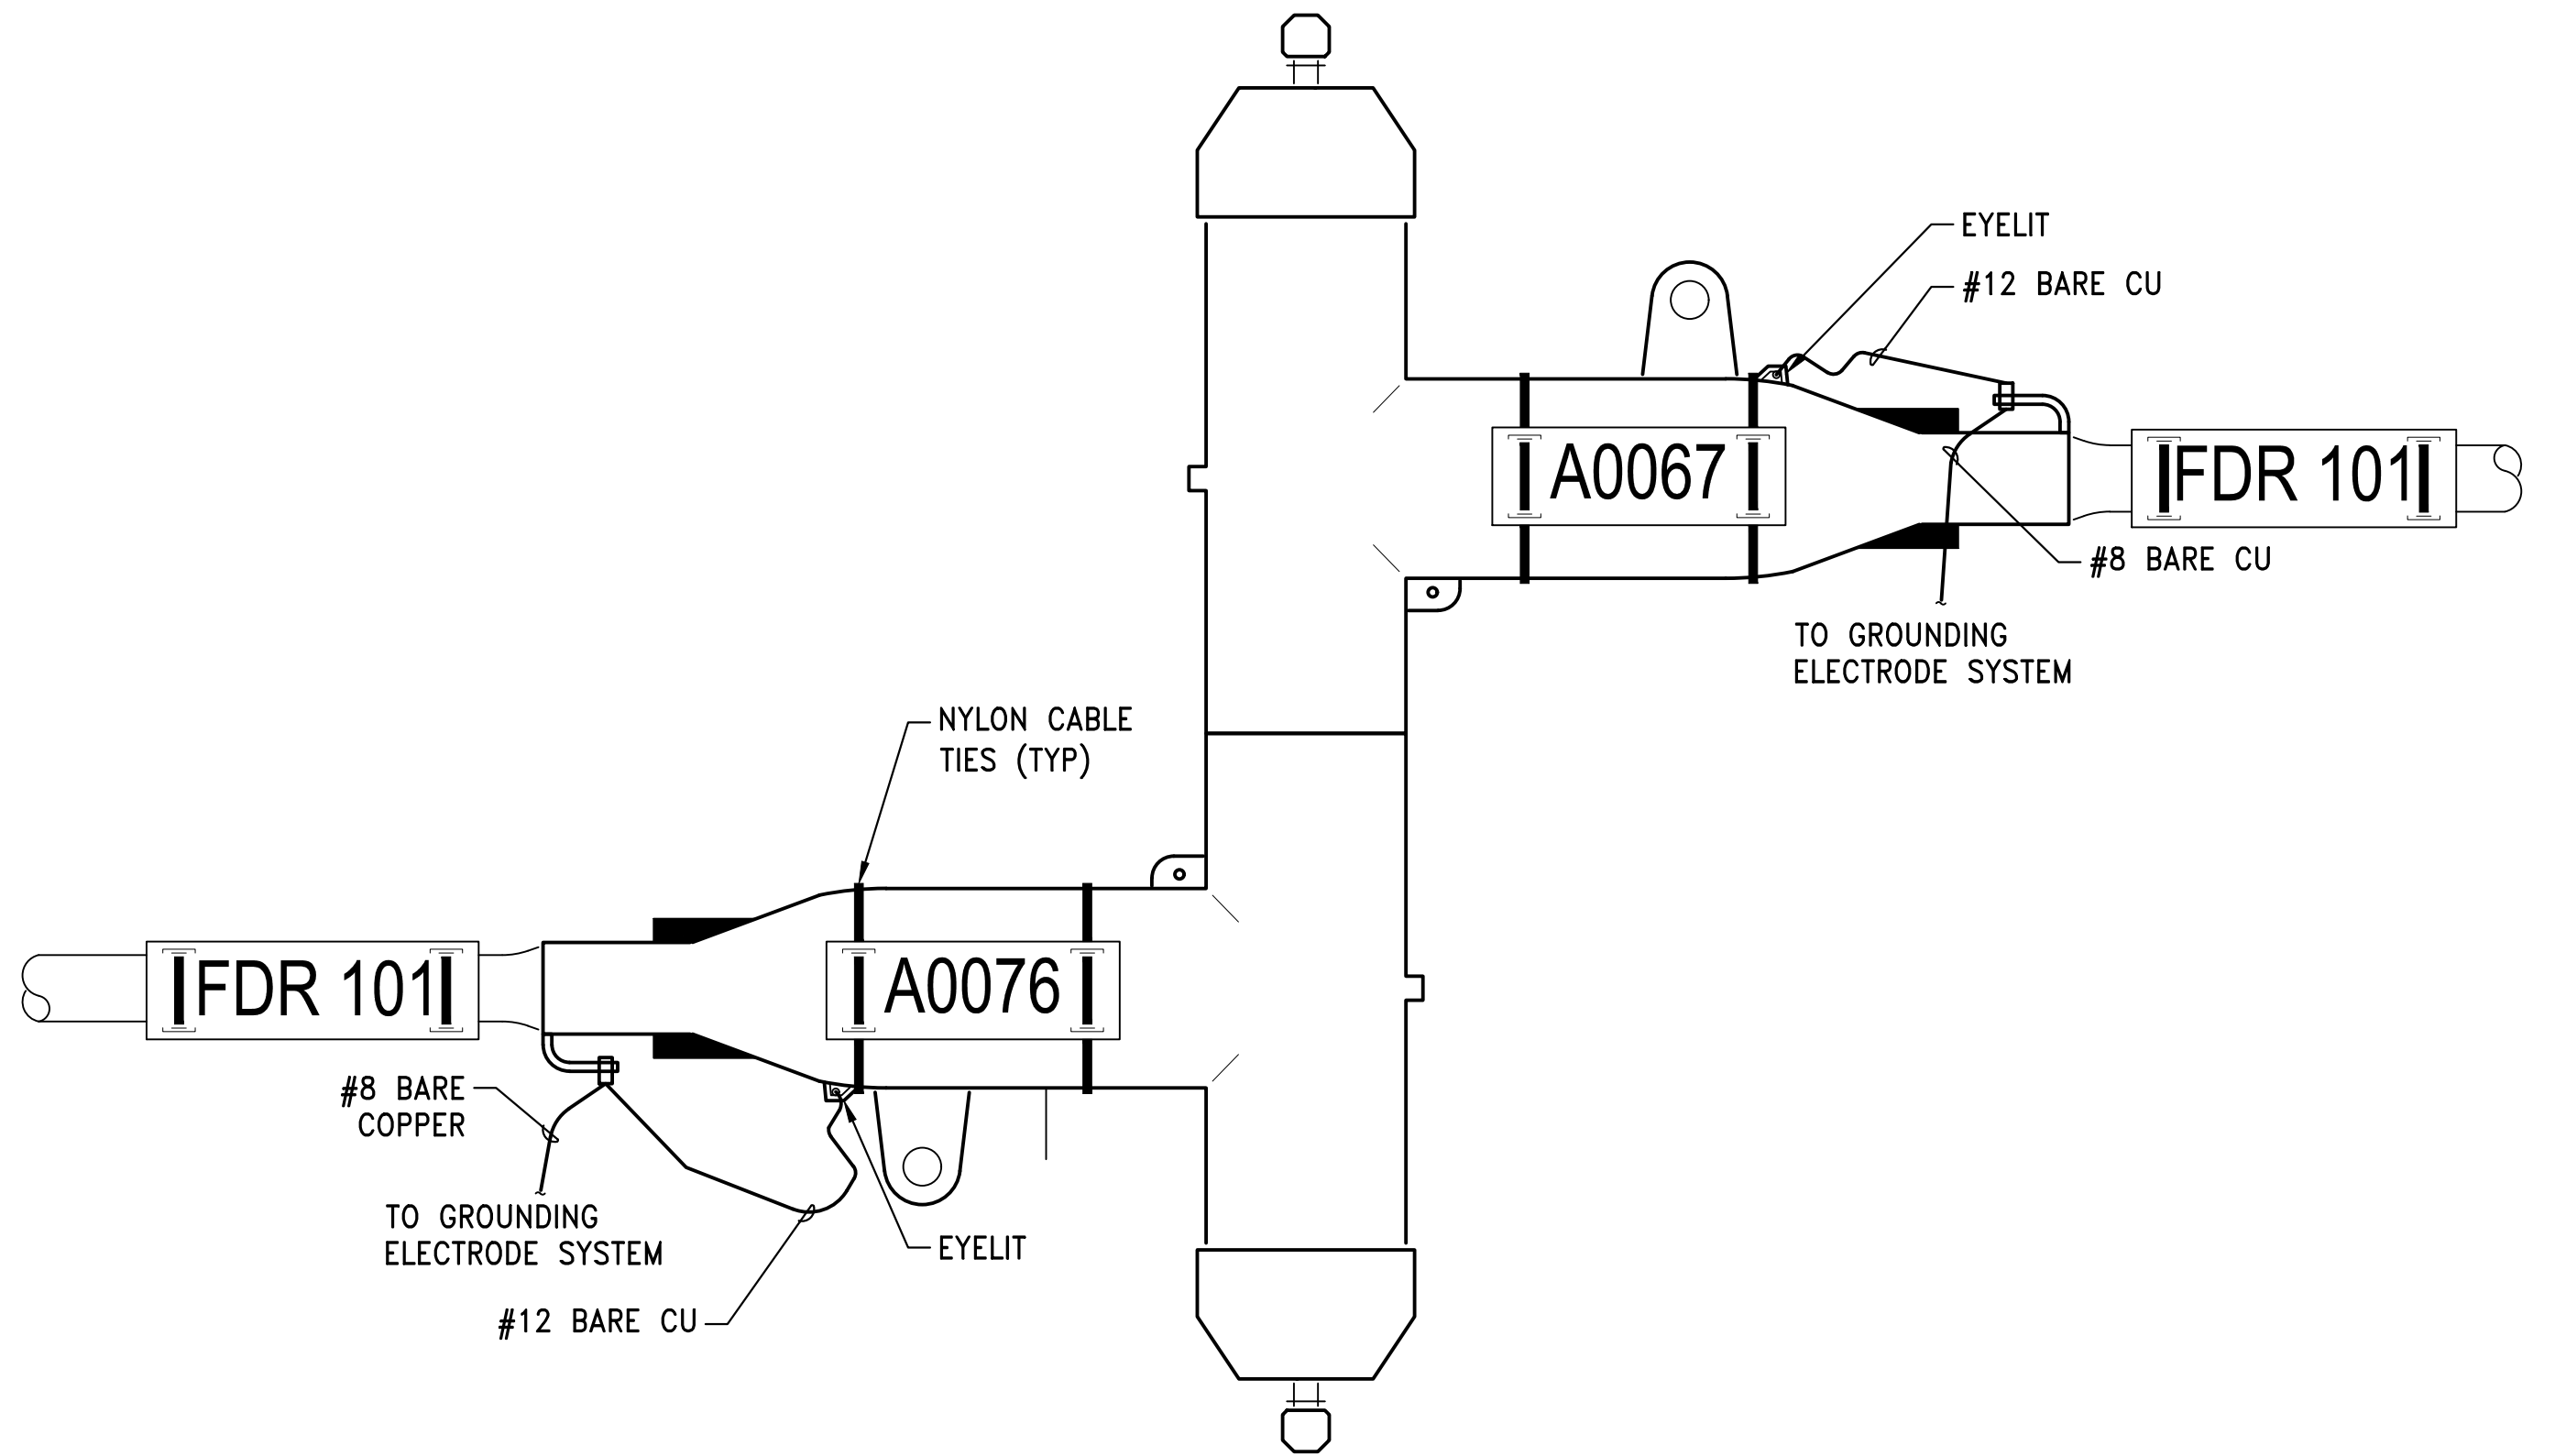 EYELIT
#12 BARE CU
A0067
FDR 101
#8 BARE CU
TO GROUNDING
ELECTRODE SYSTEM
NYLON CABLE
TIES (TYP)
FDR 101
A0076
#8 BARE
COPPER
TO GROUNDING
ELECTRODE SYSTEM
EYELIT
#12 BARE CU